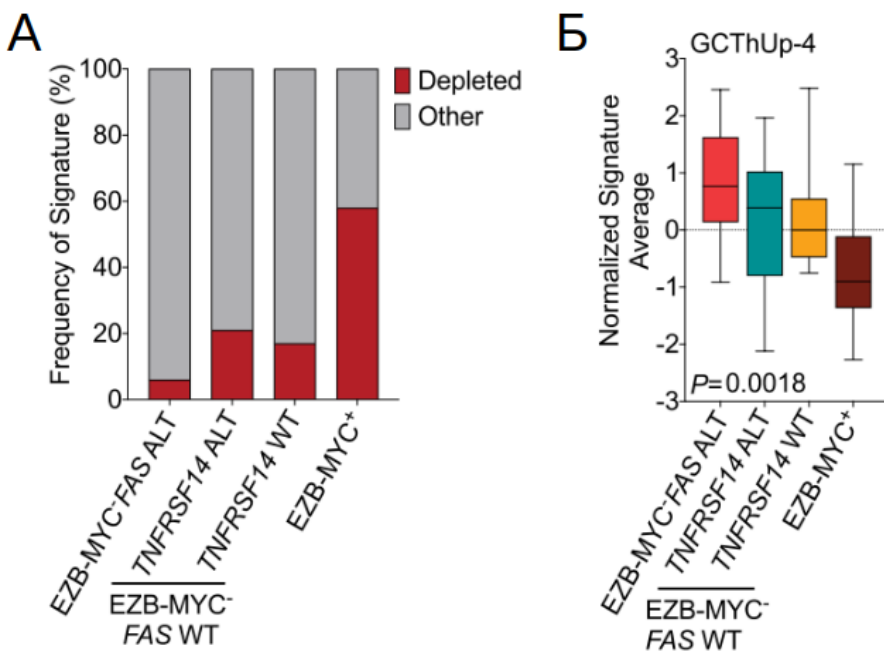 А
100
80
60
40
20
0
Frequency of Signature (%)
Depleted
Other
EZB-MYC⁻FAS ALT
TNFRSF14 ALT
TNFRSF14 WT
EZB-MYC⁺
EZB-MYC⁻
FAS WT
Б
GCThUp-4
3
2
1
0
-1
-2
-3
Normalized Signature
Average
P=0.0018
EZB-MYC⁻FAS ALT
TNFRSF14 ALT
TNFRSF14 WT
EZB-MYC⁺
EZB-MYC⁻
FAS WT